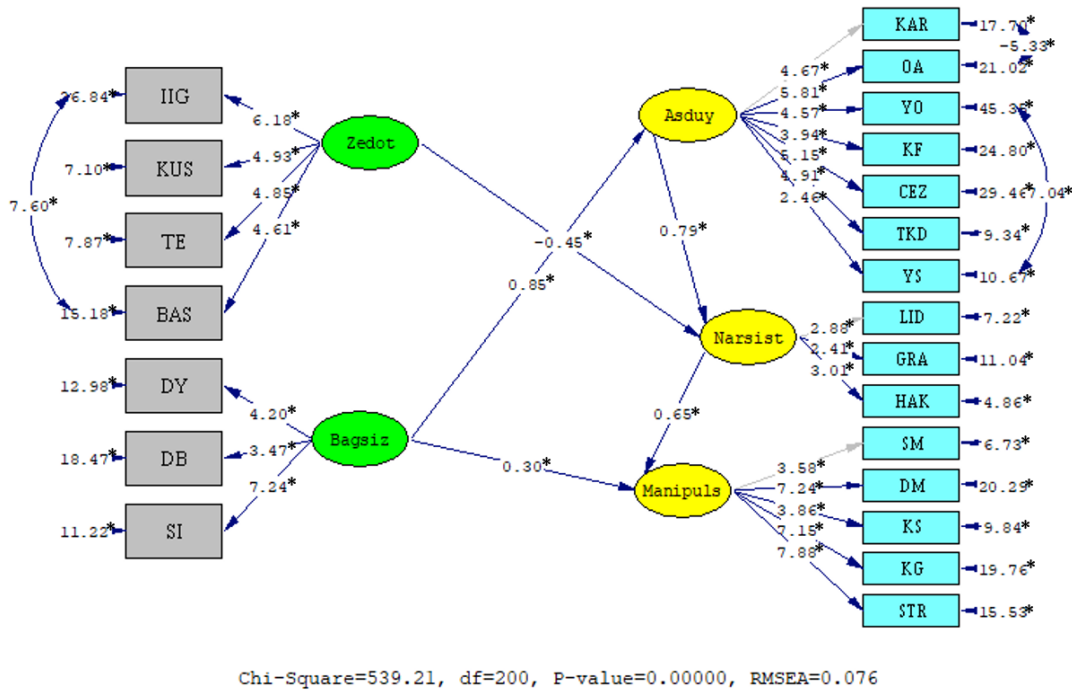 KAR 17.70*
-5.33*
4.67* OA 21.02*
5.81*
4.57* YO 45.35*
3.94* KF 24.80*
5.15* CEZ 29.46* 7.04*
4.91*
2.46* TKD 9.34*
YS 10.67*
Asduy
26.84* IIG
6.18*
Zedot
7.10* KUS 4.93*
4.85*
7.60*
7.87* TE 4.61*
15.18* BAS
-0.45*
0.85*
0.79*
Narsist
2.88* LID 7.22*
2.41* GRA 11.04*
3.01* HAK 4.86*
12.98* DY
4.20*
Bagsiz
18.47* DB 3.47*
7.24*
11.22* SI
0.30*
0.65*
Manipuls
SM 6.73*
3.58*
7.24* DM 20.29*
3.86* KS 9.84*
7.15*
7.88* KG 19.76*
STR 15.53*
Chi-Square=539.21, df=200, P-value=0.00000, RMSEA=0.076